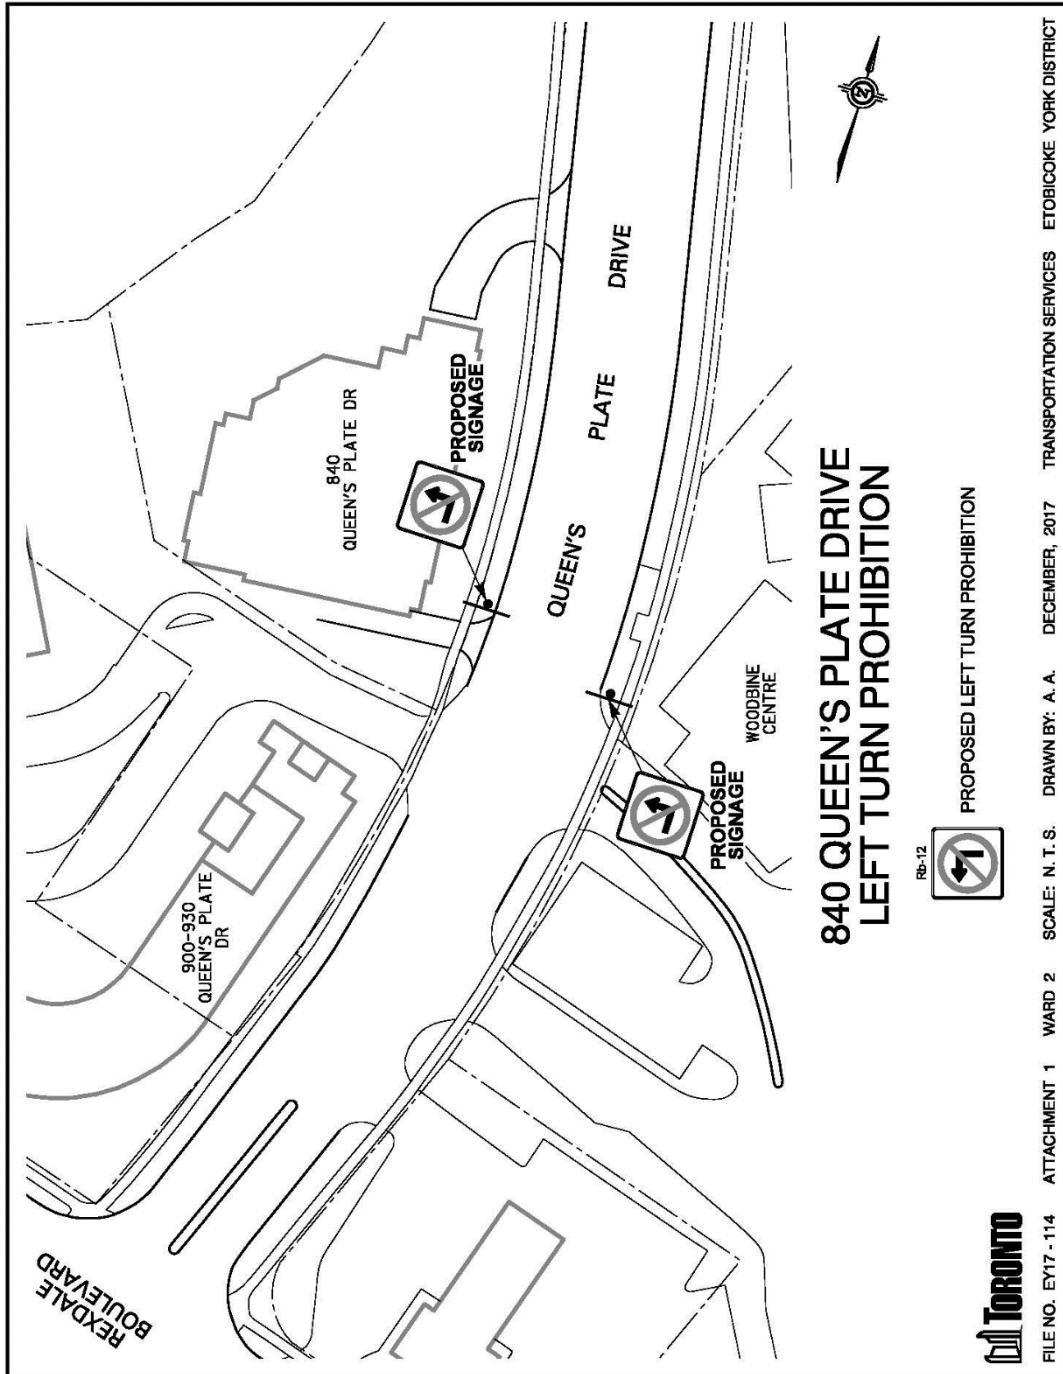 REXDALE
BOULEVARD
900-930
QUEEN'S PLATE
DR
840
QUEEN'S PLATE DR
PROPOSED
SIGNAGE
QUEEN'S PLATE DRIVE
PROPOSED
SIGNAGE
WOODBINE
CENTRE
Z
840 QUEEN'S PLATE DRIVE
LEFT TURN PROHIBITION
Rb-12
PROPOSED LEFT TURN PROHIBITION
TORONTO
FILE NO. EY17 - 114 ATTACHMENT 1 WARD 2 SCALE: N. T. S. DRAWN BY: A.A. DECEMBER, 2017 TRANSPORTATION SERVICES ETOBICOKE YORK DISTRICT